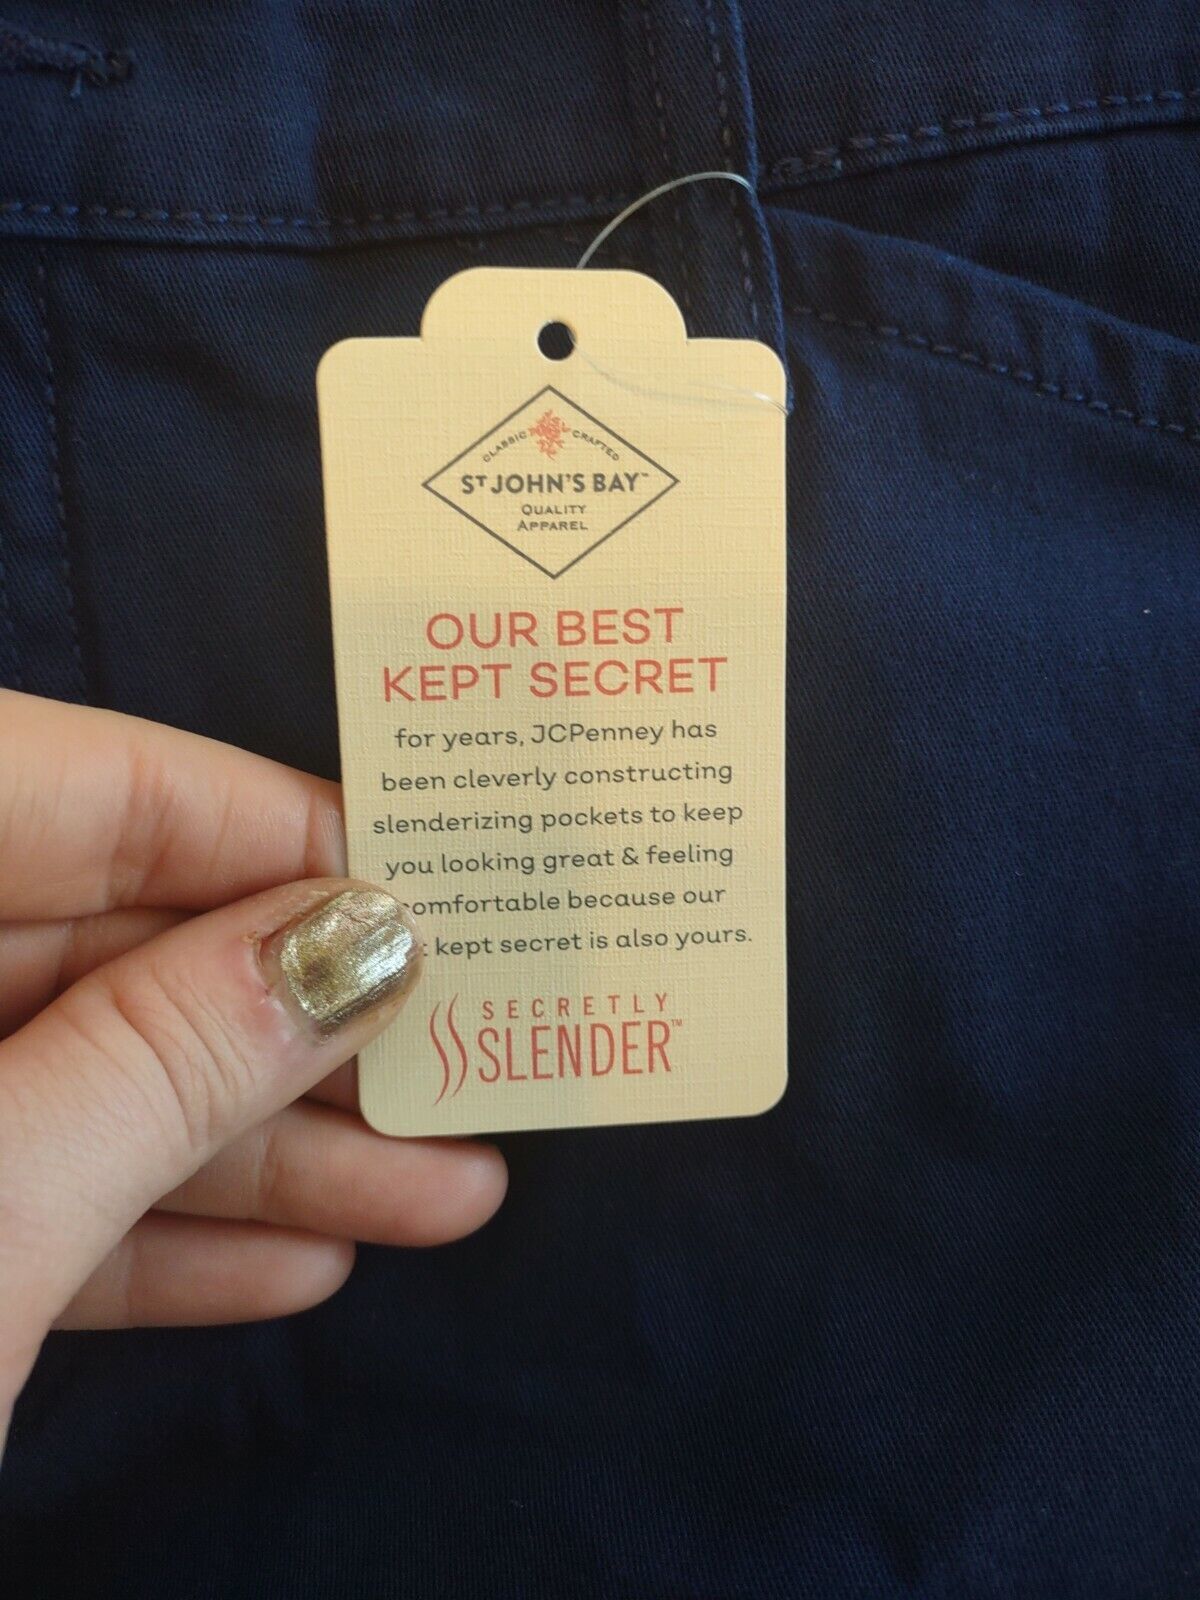 CLASSIC CRAFTED
ST JOHN'S BAY™
QUALITY
APPAREL
OUR BEST
KEPT SECRET
for years, JCPenney has
been cleverly constructing
slenderizing pockets to keep
you looking great & feeling
omfortable because our
t kept secret is also yours.
SECRETLY
SLENDER™